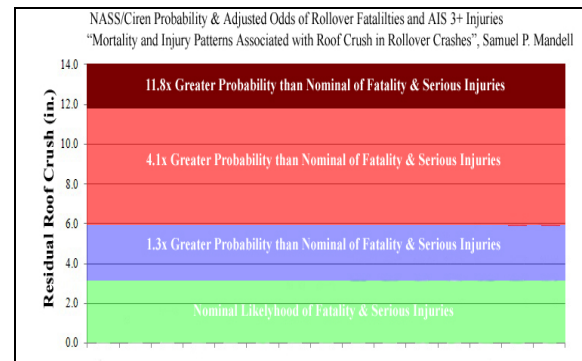 NASS/Ciren Probability & Adjusted Odds of Rollover Fatalilties and AIS 3+ Injuries
“Mortality and Injury Patterns Associated with Roof Crush in Rollover Crashes”, Samuel P. Mandell
Residual Roof Crush (in.)
14.0
11.8x Greater Probability than Nominal of Fatality & Serious Injuries
12.0
10.0
4.1x Greater Probability than Nominal of Fatality & Serious Injuries
8.0
6.0
1.3x Greater Probability than Nominal of Fatality & Serious Injuries
4.0
2.0
Nominal Likelyhood of Fatality & Serious Injuries
0.0